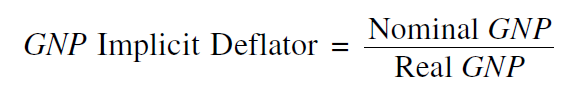 GNP Implicit Deflator = Nominal GNP / Real GNP